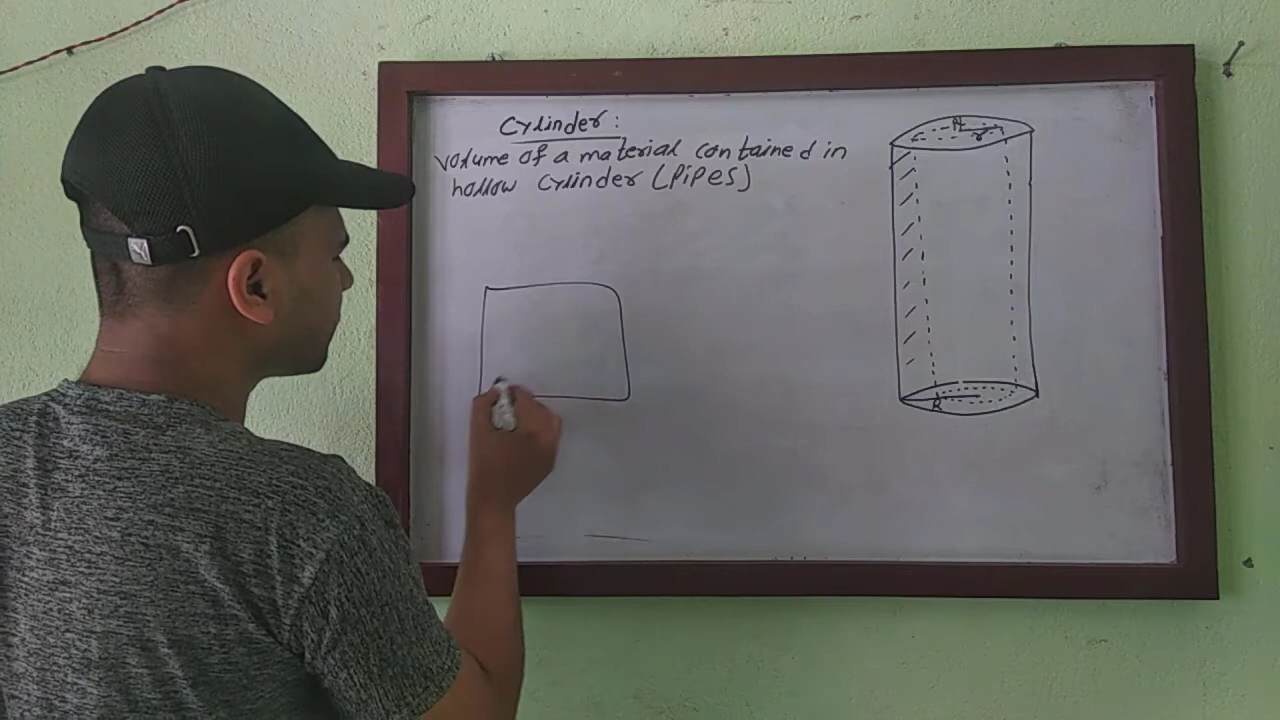 Cylinder:
Volume of a material contained in
hollow Cylinder (Pipes)
r
R